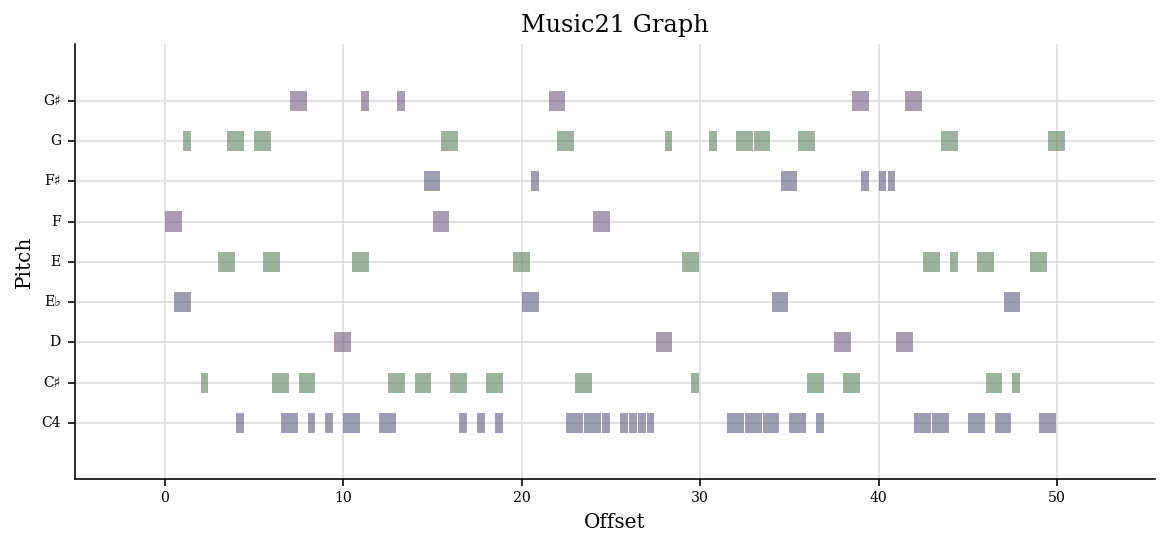 Music21 Graph
G♯
G
F♯
F
E
E♭
D
C♯
C4
Pitch
0 10 20 30 40 50
Offset